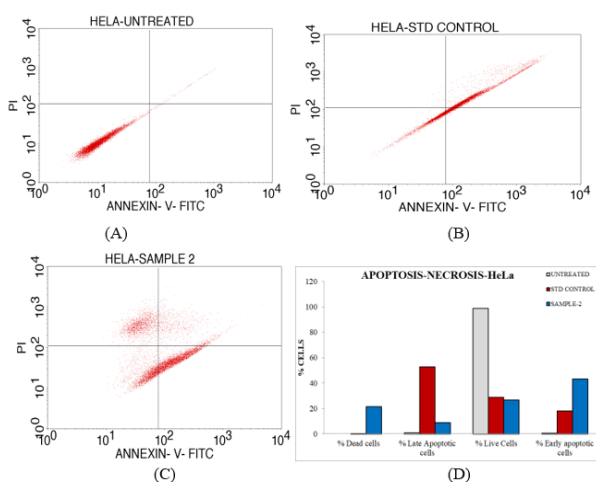 HELA-UNTREATED
10^4
10^3
PI
10^2
10^1
10^0
10^0 10^1 10^2 10^3 10^4
ANNEXIN- V- FITC
(A)
HELA-STD CONTROL
10^4
10^3
PI
10^2
10^1
10^0
10^0 10^1 10^2 10^3 10^4
ANNEXIN- V- FITC
(B)
HELA-SAMPLE 2
10^4
10^3
PI
10^2
10^1
10^0
10^0 10^1 10^2 10^3 10^4
ANNEXIN- V- FITC
(C)
APOPTOSIS-NECROSIS-HeLa
UNTREATED
STD CONTROL
SAMPLE-2
120
100
80
60
40
20
0
% CELLS
% Dead cells % Late Apoptotic % Live Cells % Early apoptotic
cells cells
(D)